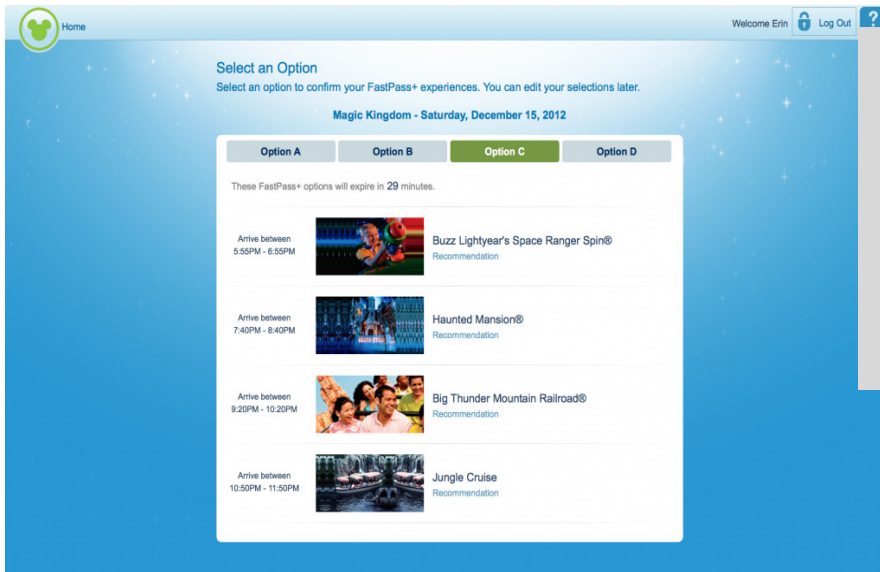 Home
Welcome Erin
Log Out
?
Select an Option
Select an option to confirm your FastPass+ experiences. You can edit your selections later.
Magic Kingdom - Saturday, December 15, 2012
Option A
Option B
Option C
Option D
These FastPass+ options will expire in 29 minutes.
Arrive between
5:55PM - 6:55PM
Buzz Lightyear's Space Ranger Spin®
Recommendation
Arrive between
7:40PM - 8:40PM
Haunted Mansion®
Recommendation
Arrive between
9:20PM - 10:20PM
Big Thunder Mountain Railroad®
Recommendation
Arrive between
10:50PM - 11:50PM
Jungle Cruise
Recommendation